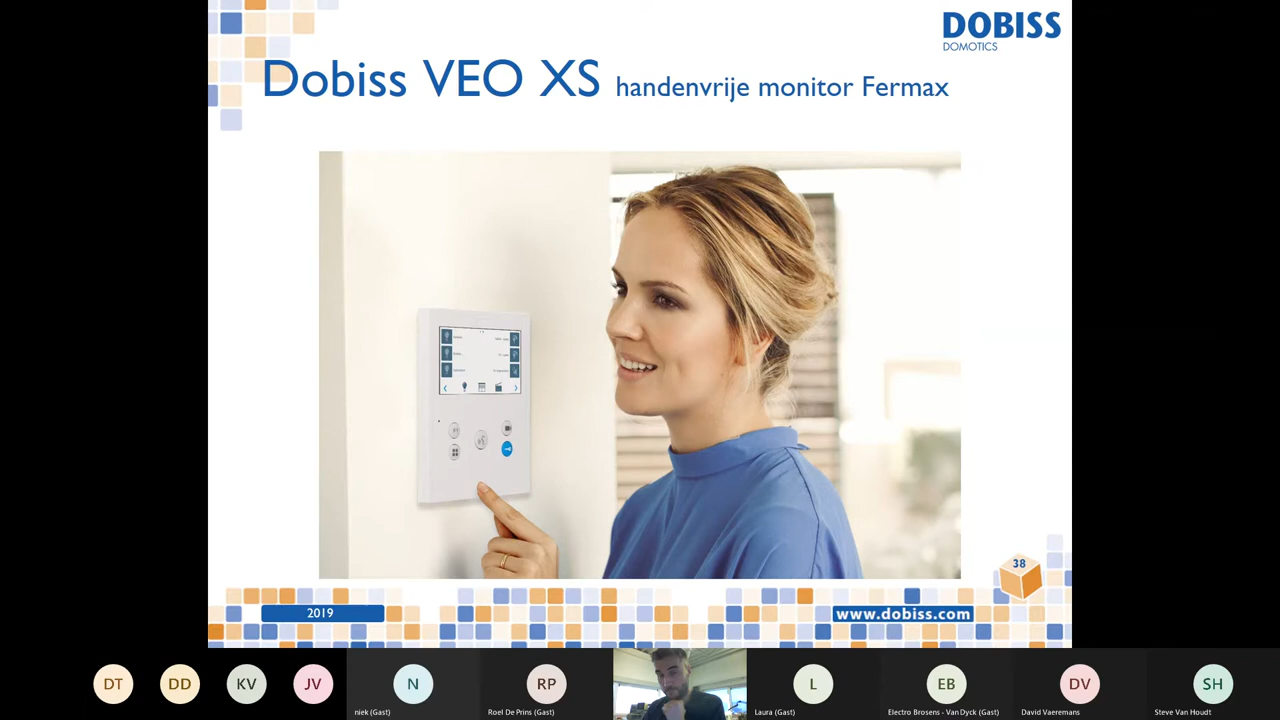 DOBISS
DOMOTICS
Dobiss VEO XS handenvrije monitor Fermax
38
2019
www.dobiss.com
DT
DD
KV
JV
N
RP
L
EB
DV
SH
niek (Gast)
Roel De Prins (Gast)
Laura (Gast)
Electro Brosens - Van Dyck (Gast)
David Vaeremans
Steve Van Houdt